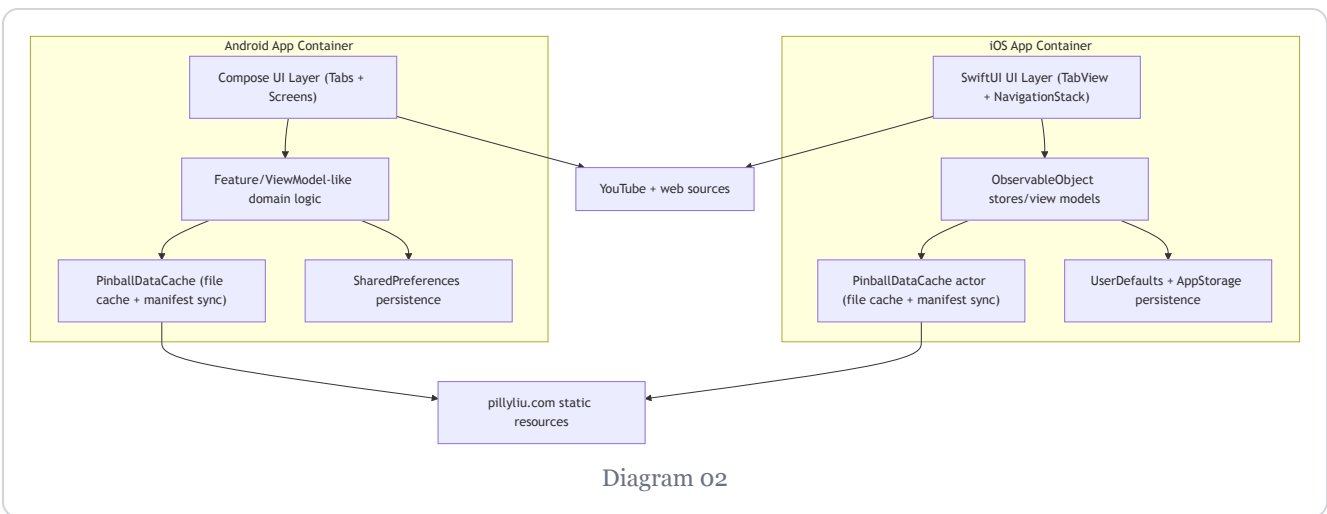 Android App Container
iOS App Container
Compose UI Layer (Tabs +
Screens)
SwiftUI UI Layer (TabView
+ NavigationStack)
Feature/ViewModel-like
domain logic
YouTube + web sources
ObservableObject
stores/view models
PinballDataCache (file
cache + manifest sync)
SharedPreferences
persistence
PinballDataCache actor
(file cache + manifest sync)
UserDefaults + AppStorage
persistence
pillyliu.com static
resources
Diagram 02